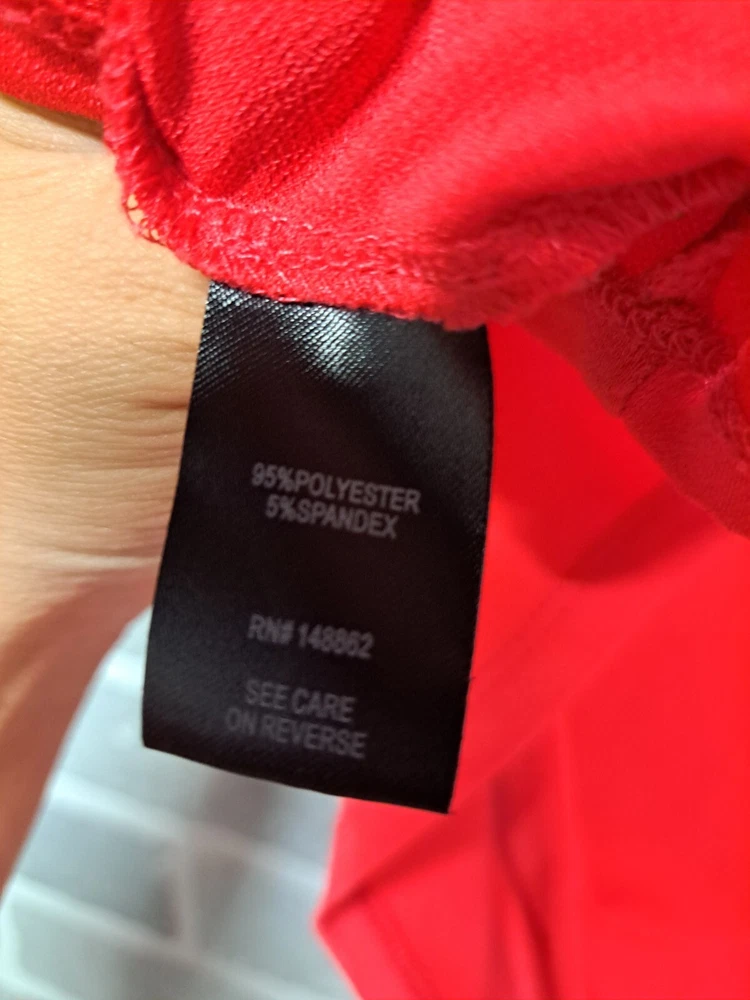 95%POLYESTER
5%SPANDEX
RN# 148862
SEE CARE
ON REVERSE